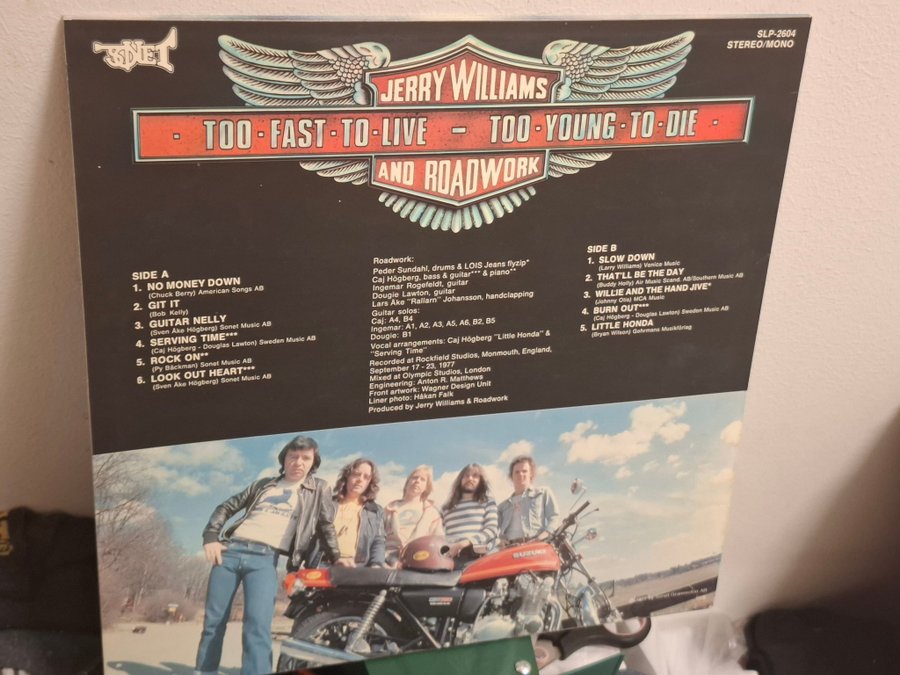 SONET
SLP-2604
STEREO/MONO
JERRY WILLIAMS
· TOO·FAST·TO·LIVE – TOO·YOUNG·TO·DIE ·
AND ROADWORK
SIDE A
1. NO MONEY DOWN
(Chuck Berry) American Songs AB
2. GIT IT
(Bob Kelly)
3. GUITAR NELLY
(Sven Åke Högberg) Sonet Music AB
4. SERVING TIME***
(Caj Högberg - Douglas Lawton) Sweden Music AB
5. ROCK ON**
(Py Bäckman) Sonet Music AB
6. LOOK OUT HEART***
(Sven Åke Högberg) Sonet Music AB
Roadwork:
Peder Sundahl, drums & LOIS Jeans flyzip*
Caj Högberg, bass & guitar*** & piano**
Ingemar Rogefeldt, guitar
Dougie Lawton, guitar
Lars Åke "Rallarn" Johansson, handclapping
Guitar solos:
Caj: A4, B4
Ingemar: A1, A2, A3, A5, A6, B2, B5
Dougie: B1
Vocal arrangements: Caj Högberg "Little Honda" &
"Serving Time"
Recorded at Rockfield Studios, Monmouth, England,
September 17 - 23, 1977
Mixed at Olympic Studios, London
Engineering: Anton R. Matthews
Front artwork: Wagner Design Unit
Liner photo: Håkan Falk
Produced by Jerry Williams & Roadwork
SIDE B
1. SLOW DOWN
(Larry Williams) Venice Music
2. THAT'LL BE THE DAY
(Buddy Holly) Air Music Scand. AB/Southern Music AB
3. WILLIE AND THE HAND JIVE*
(Johnny Otis) MCA Music
4. BURN OUT***
(Caj Högberg - Douglas Lawton) Sweden Music AB
5. LITTLE HONDA
(Bryan Wilson) Gehrmans Musikförlag
SUZUKI
Sonet Grammofon AB